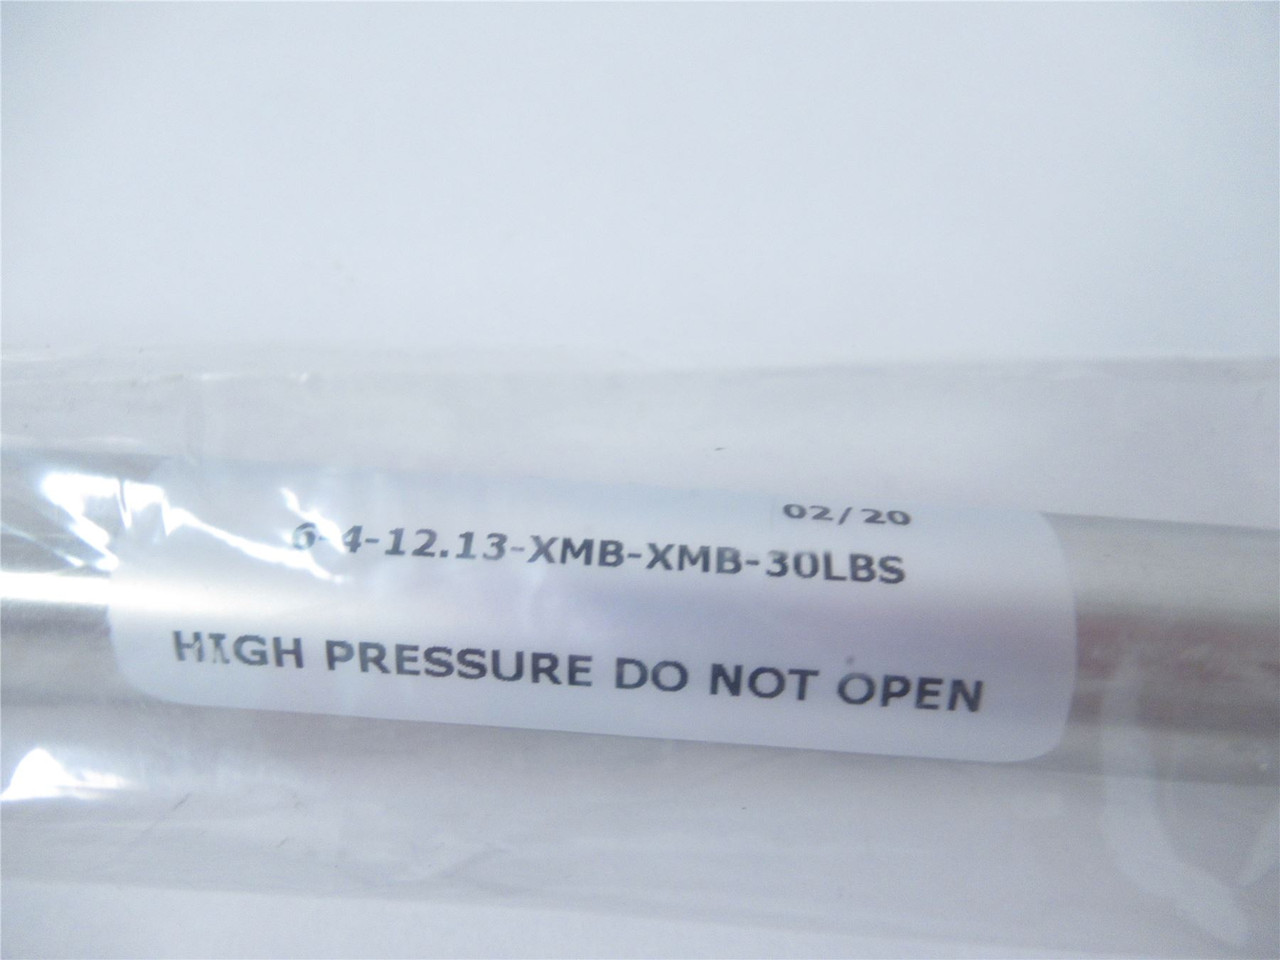 02/20
6-4-12.13-XMB-XMB-30LBS
HIGH PRESSURE DO NOT OPEN